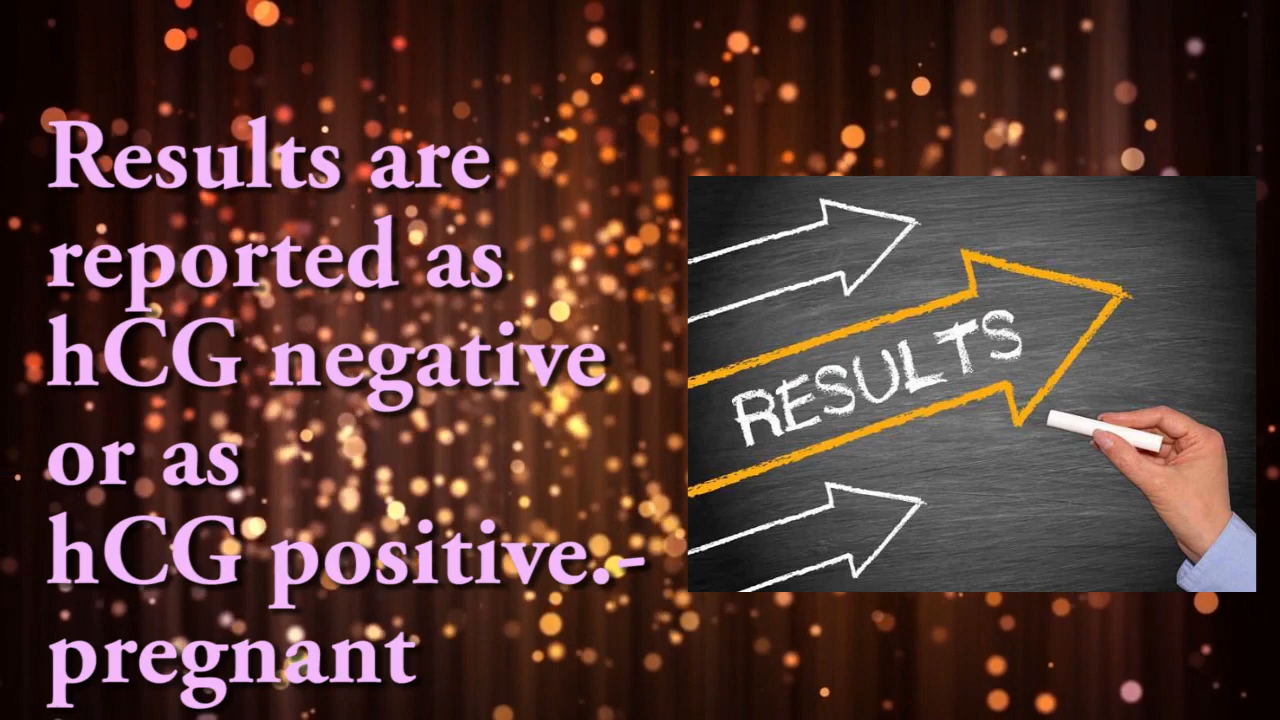 Results are
reported as
hCG negative
or as
hCG positive.-
pregnant
RESULTS